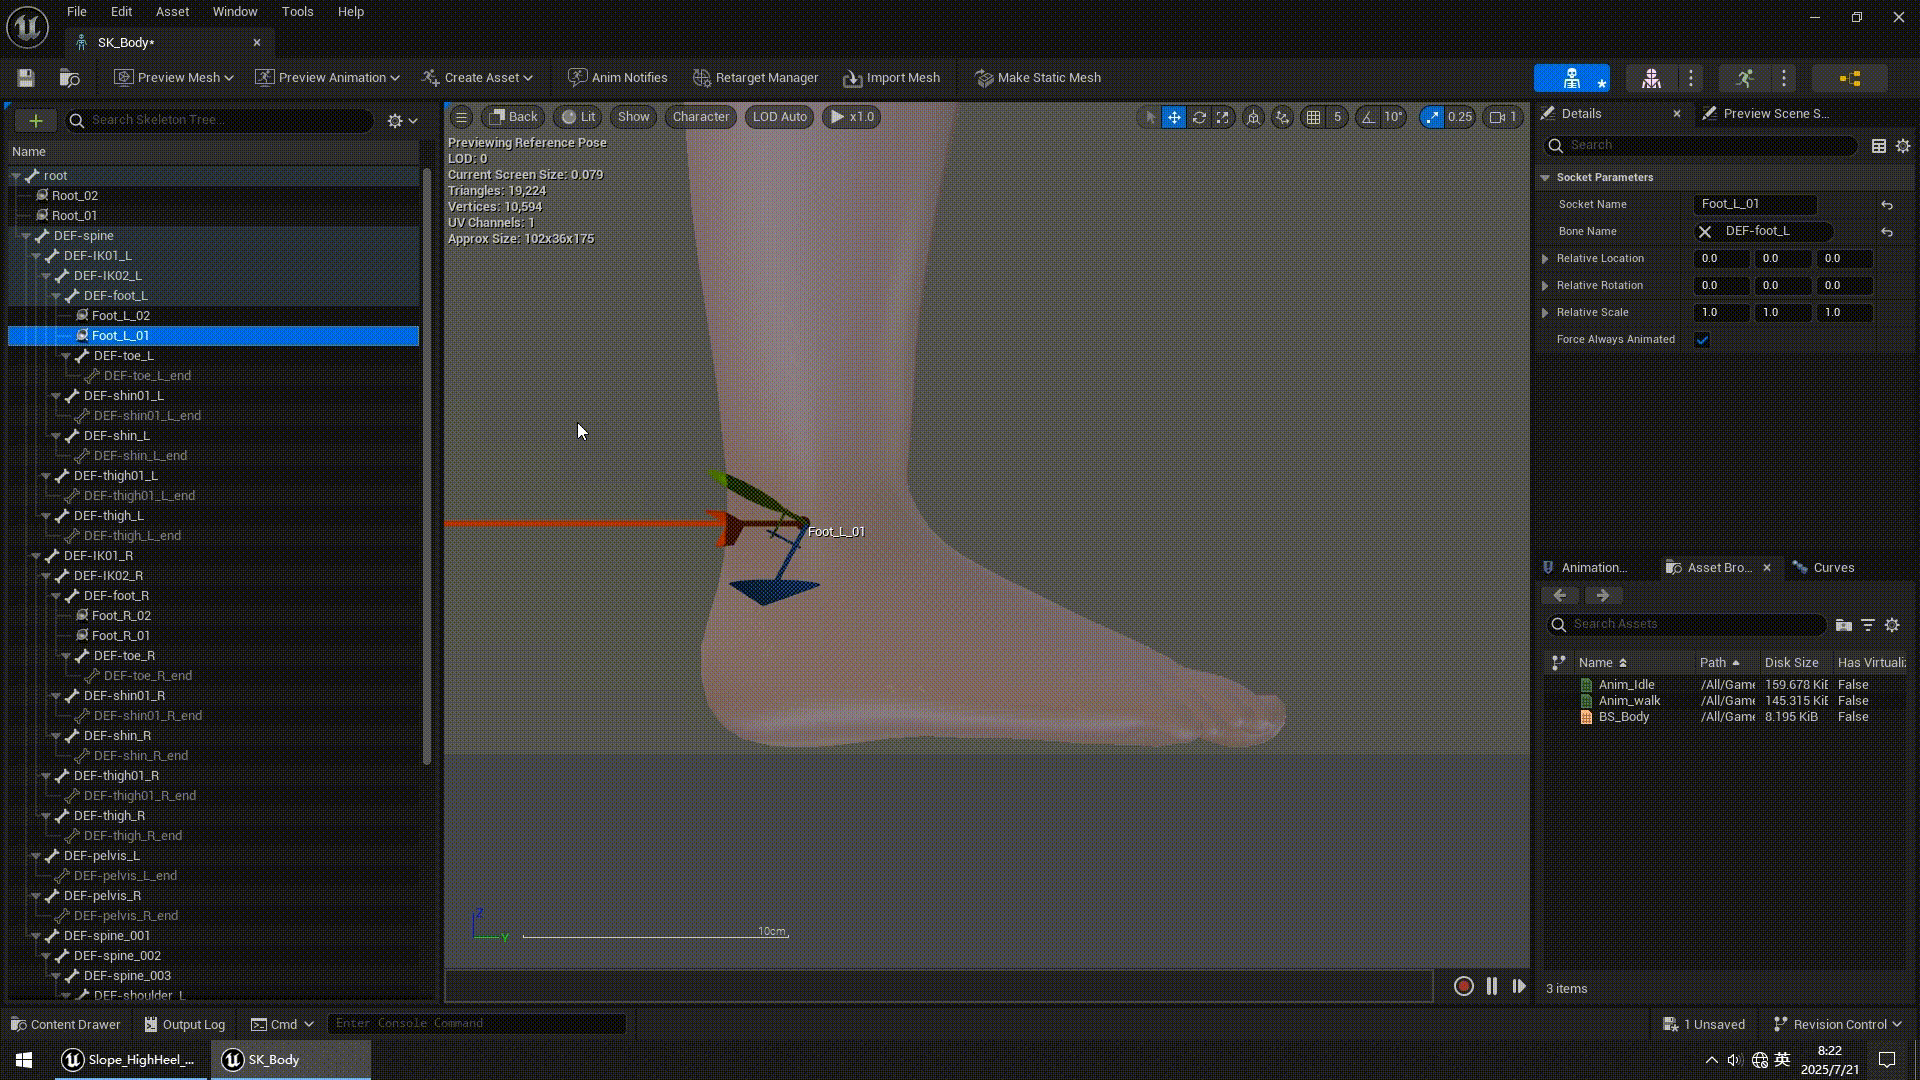 File Edit Asset Window Tools Help
SK_Body*
Preview Mesh Preview Animation Create Asset Anim Notifies Retarget Manager Import Mesh Make Static Mesh
Search Skeleton Tree...
Name
root
Root_02
Root_01
DEF-spine
DEF-IK01_L
DEF-IK02_L
DEF-foot_L
Foot_L_02
Foot_L_01
DEF-toe_L
DEF-toe_L_end
DEF-shin01_L
DEF-shin01_L_end
DEF-shin_L
DEF-shin_L_end
DEF-thigh01_L
DEF-thigh01_L_end
DEF-thigh_L
DEF-thigh_L_end
DEF-IK01_R
DEF-IK02_R
DEF-foot_R
Foot_R_02
Foot_R_01
DEF-toe_R
DEF-toe_R_end
DEF-shin01_R
DEF-shin01_R_end
DEF-shin_R
DEF-shin_R_end
DEF-thigh01_R
DEF-thigh01_R_end
DEF-thigh_R
DEF-thigh_R_end
DEF-pelvis_L
DEF-pelvis_L_end
DEF-pelvis_R
DEF-pelvis_R_end
DEF-spine_001
DEF-spine_002
DEF-spine_003
DEF-shoulder_L
Back Lit Show Character LOD Auto x1.0 5 10° 0.25 1
Previewing Reference Pose
LOD: 0
Current Screen Size: 0.079
Triangles: 19,224
Vertices: 10,594
UV Channels: 1
Approx Size: 102x36x175
Foot_L_01
Z
Y
10cm
Details Preview Scene S...
Search
Socket Parameters
Socket Name Foot_L_01
Bone Name DEF-foot_L
Relative Location 0.0 0.0 0.0
Relative Rotation 0.0 0.0 0.0
Relative Scale 1.0 1.0 1.0
Force Always Animated
Animation... Asset Bro... Curves
Search Assets
Name Path Disk Size Has Virtuali
Anim_Idle /All/Game 159.678 KiB False
Anim_walk /All/Game 145.315 KiB False
BS_Body /All/Game 8.195 KiB False
3 items
Content Drawer Output Log Cmd Enter Console Command 1 Unsaved Revision Control
Slope_HighHeel_... SK_Body 英 8:22
2025/7/21